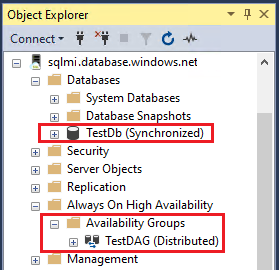 Object Explorer
Connect
sqlmi.database.windows.net
Databases
System Databases
Database Snapshots
TestDb (Synchronized)
Security
Server Objects
Replication
Always On High Availability
Availability Groups
TestDAG (Distributed)
Management